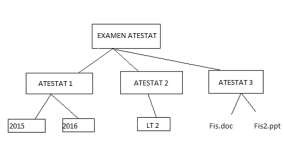 EXAMEN ATESTAT
ATESTAT 1 ATESTAT 2 ATESTAT 3
2015 2016 LT 2 Fis.doc Fis2.ppt